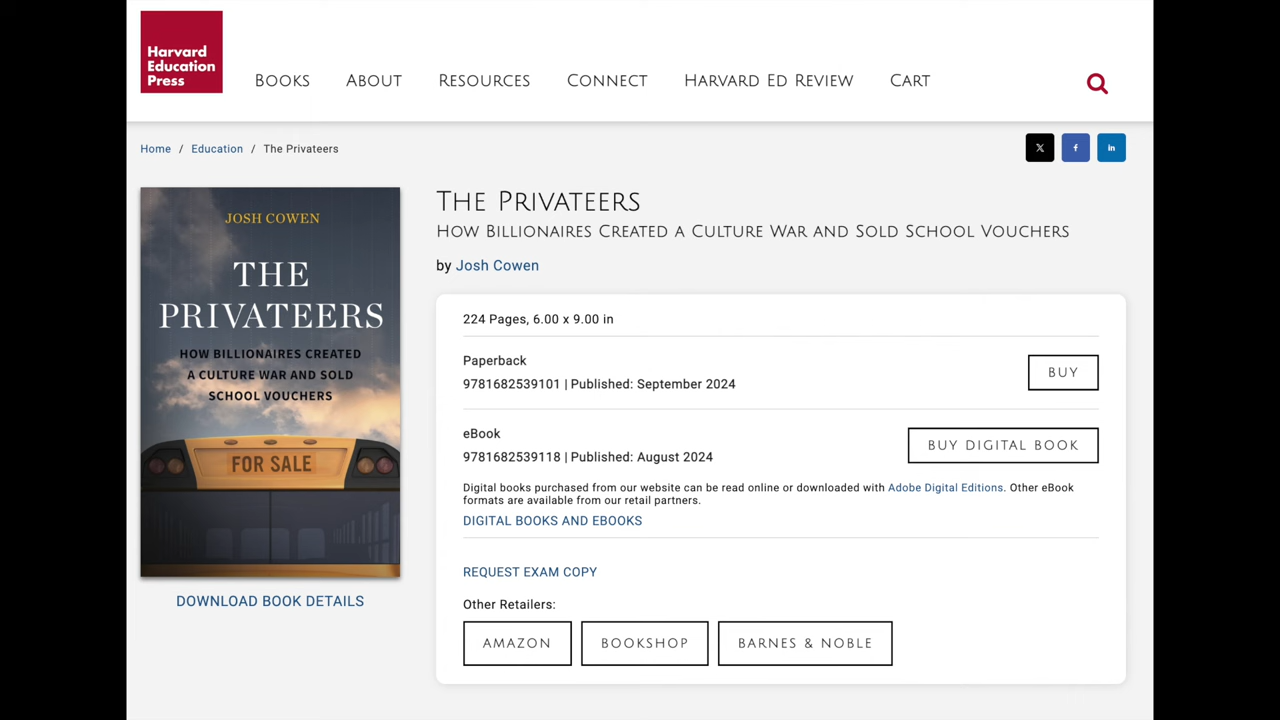 Harvard
Education
Press
BOOKS
ABOUT
RESOURCES
CONNECT
HARVARD ED REVIEW
CART
Home / Education / The Privateers
JOSH COWEN
THE
PRIVATEERS
HOW BILLIONAIRES CREATED
A CULTURE WAR AND SOLD
SCHOOL VOUCHERS
FOR SALE
DOWNLOAD BOOK DETAILS
THE PRIVATEERS
HOW BILLIONAIRES CREATED A CULTURE WAR AND SOLD SCHOOL VOUCHERS
by Josh Cowen
224 Pages, 6.00 x 9.00 in
Paperback
9781682539101 | Published: September 2024
BUY
eBook
9781682539118 | Published: August 2024
BUY DIGITAL BOOK
Digital books purchased from our website can be read online or downloaded with Adobe Digital Editions. Other eBook
formats are available from our retail partners.
DIGITAL BOOKS AND EBOOKS
REQUEST EXAM COPY
Other Retailers:
AMAZON
BOOKSHOP
BARNES & NOBLE